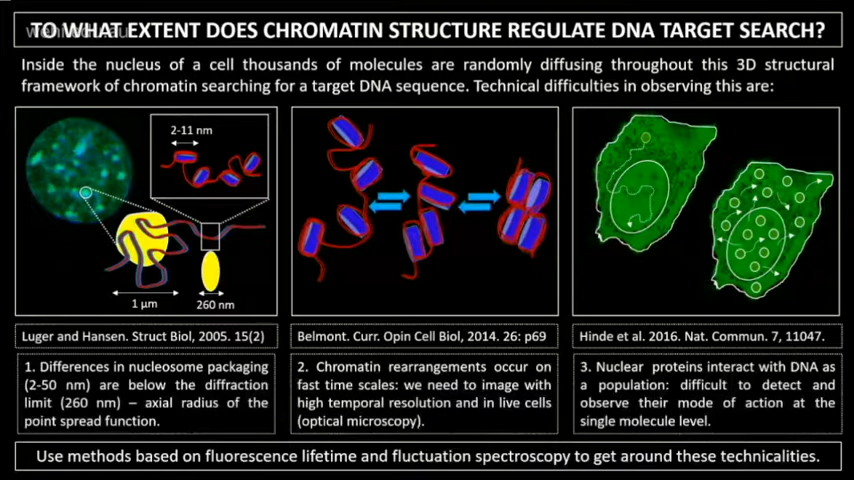 TO WHAT EXTENT DOES CHROMATIN STRUCTURE REGULATE DNA TARGET SEARCH?
Inside the nucleus of a cell thousands of molecules are randomly diffusing throughout this 3D structural
framework of chromatin searching for a target DNA sequence. Technical difficulties in observing this are:
2-11 nm
1 µm
260 nm
Luger and Hansen. Struct Biol, 2005. 15(2)
Belmont. Curr. Opin Cell Biol, 2014. 26: p69
Hinde et al. 2016. Nat. Commun. 7, 11047.
1. Differences in nucleosome packaging
(2-50 nm) are below the diffraction
limit (260 nm) – axial radius of the
point spread function.
2. Chromatin rearrangements occur on
fast time scales: we need to image with
high temporal resolution and in live cells
(optical microscopy).
3. Nuclear proteins interact with DNA as
a population: difficult to detect and
observe their mode of action at the
single molecule level.
Use methods based on fluorescence lifetime and fluctuation spectroscopy to get around these technicalities.